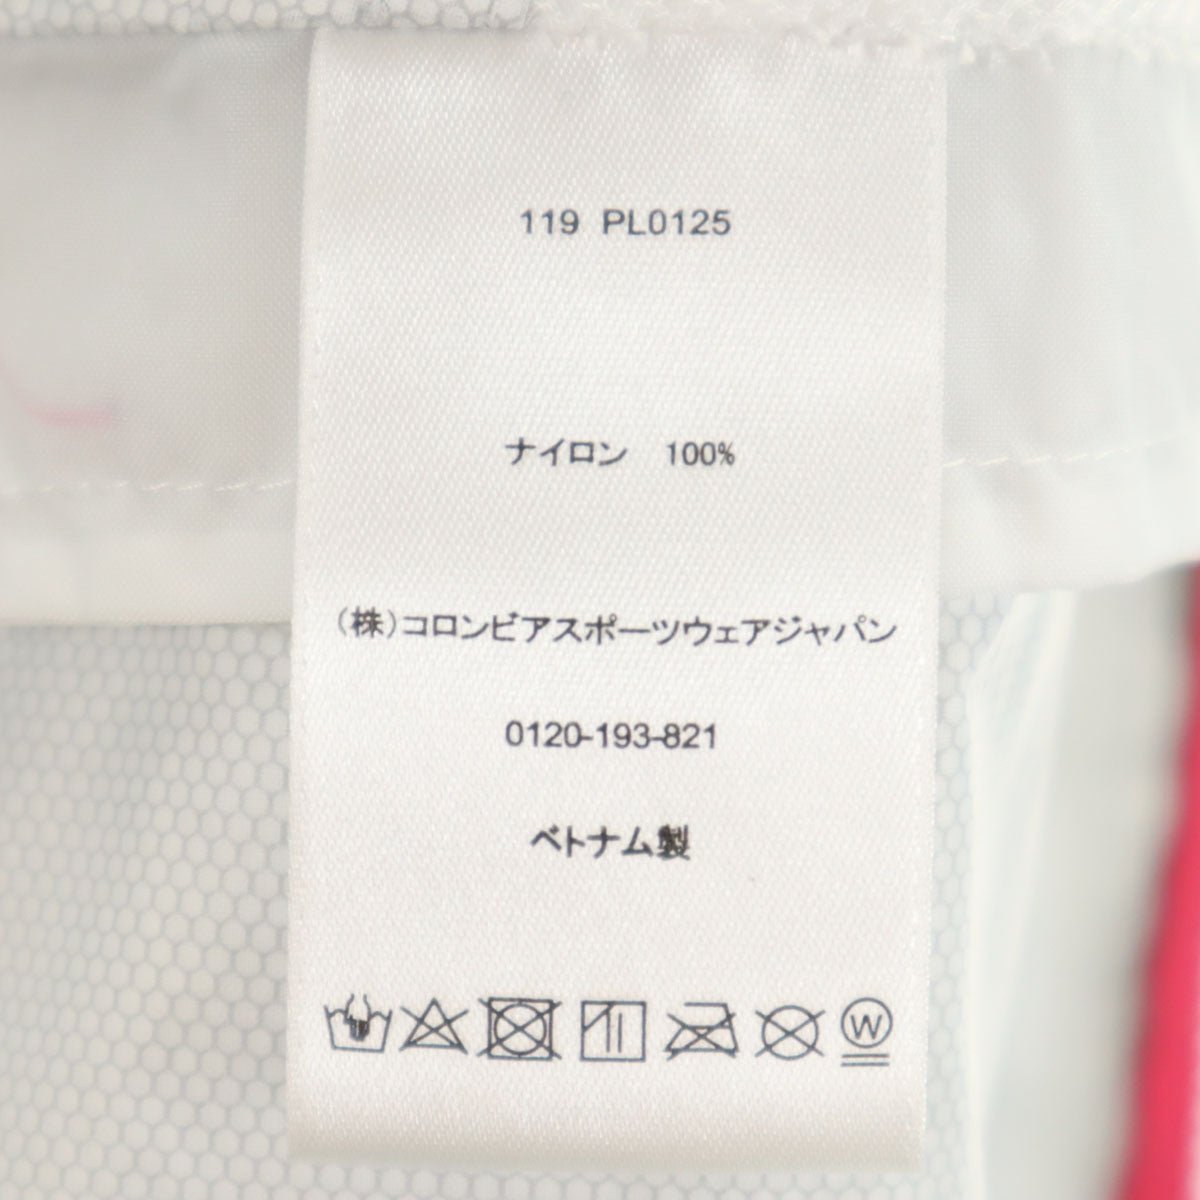 119 PL0125
ナイロン 100%
(株)コロンビアスポーツウェアジャパン
0120-193-821
ベトナム製
W